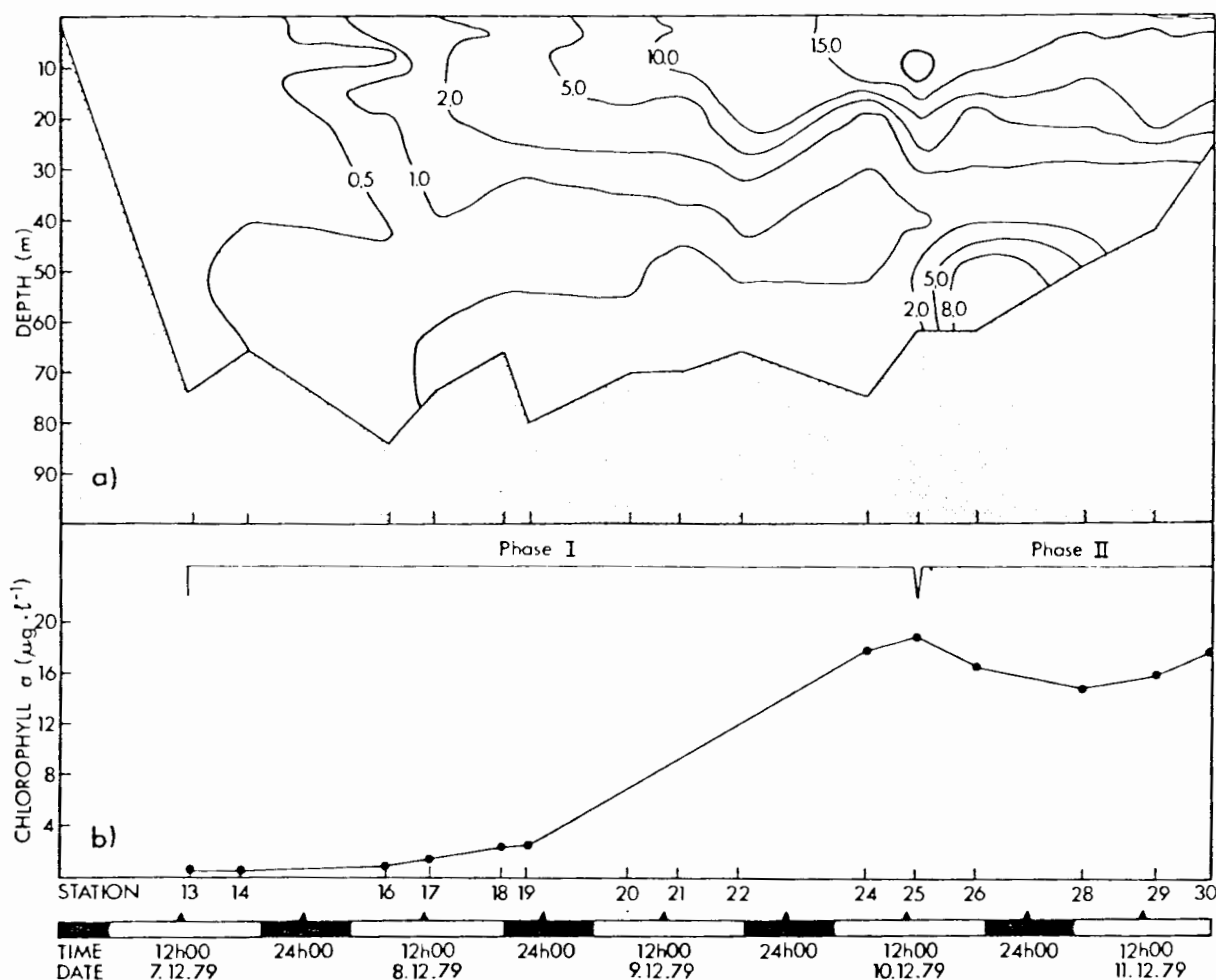 10
20
30
40
50
60
70
80
90
DEPTH (m)
0.5
1.0
2.0
5.0
10.0
15.0
2.0
5.0
8.0
a)
Phase I
Phase II
CHLOROPHYLL a (µg.l⁻¹)
20
16
12
8
4
b)
STATION 13 14 16 17 18 19 20 21 22 24 25 26 28 29 30
TIME 12h00 24h00 12h00 24h00 12h00 24h00 12h00 24h00 12h00
DATE 7.12.79 8.12.79 9.12.79 10.12.79 11.12.79